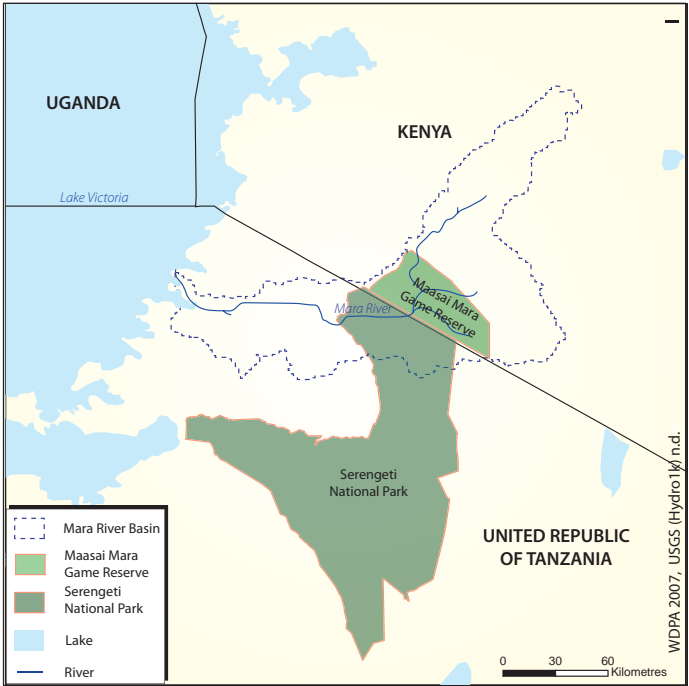 UGANDA
KENYA
Lake Victoria
Maasai Mara
Game Reserve
Mara River
Serengeti
National Park
UNITED REPUBLIC
OF TANZANIA
WDPA 2007, USGS (Hydro1k) n.d.
Mara River Basin
Maasai Mara
Game Reserve
Serengeti
National Park
Lake
River
0 30 60
Kilometres